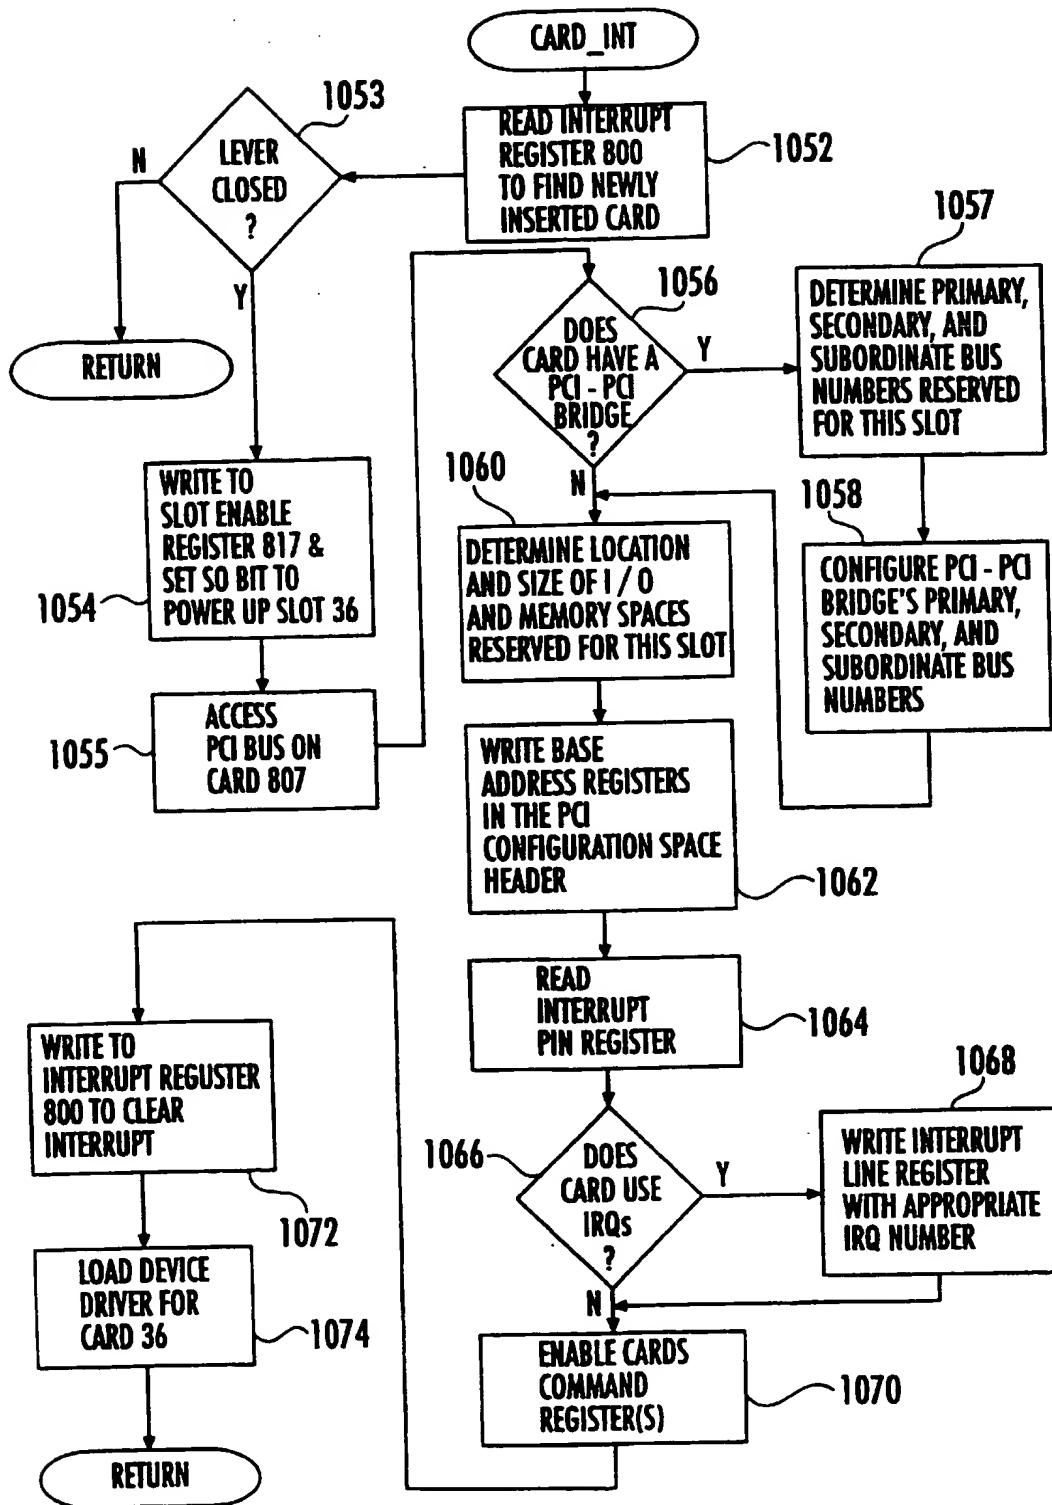 CARD_INT
READ INTERRUPT
REGISTER 800
TO FIND NEWLY
INSERTED CARD
1052
1053
LEVER
CLOSED
?
N
Y
RETURN
WRITE TO
SLOT ENABLE
REGISTER 817 &
SET SO BIT TO
POWER UP SLOT 36
1054
ACCESS
PCI BUS ON
CARD 807
1055
1056
DOES
CARD HAVE A
PCI - PCI
BRIDGE
?
Y
N
1057
DETERMINE PRIMARY,
SECONDARY, AND
SUBORDINATE BUS
NUMBERS RESERVED
FOR THIS SLOT
1058
CONFIGURE PCI - PCI
BRIDGE'S PRIMARY,
SECONDARY, AND
SUBORDINATE BUS
NUMBERS
1060
DETERMINE LOCATION
AND SIZE OF I / O
AND MEMORY SPACES
RESERVED FOR THIS SLOT
WRITE BASE
ADDRESS REGISTERS
IN THE PCI
CONFIGURATION SPACE
HEADER
1062
READ
INTERRUPT
PIN REGISTER
1064
1066
DOES
CARD USE
IRQs
?
Y
N
1068
WRITE INTERRUPT
LINE REGISTER
WITH APPROPRIATE
IRQ NUMBER
ENABLE CARDS
COMMAND
REGISTER(S)
1070
WRITE TO
INTERRUPT REGUSTER
800 TO CLEAR
INTERRUPT
1072
LOAD DEVICE
DRIVER FOR
CARD 36
1074
RETURN